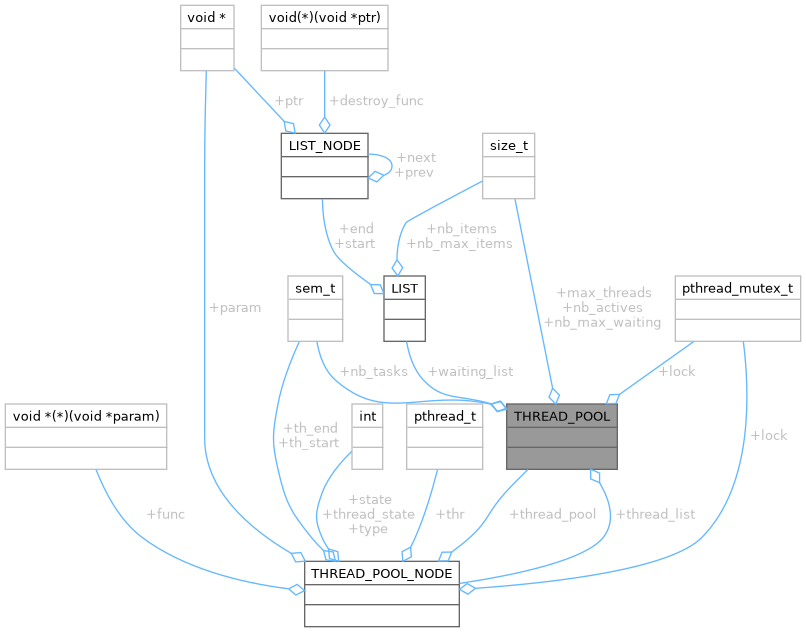 void *
void(*)(void *ptr)
+ptr
+destroy_func
LIST_NODE
size_t
+next
+prev
+end
+start
+nb_items
+nb_max_items
sem_t
LIST
pthread_mutex_t
+max_threads
+nb_actives
+nb_max_waiting
+param
+nb_tasks
+waiting_list
+lock
void *(*)(void *param)
int
pthread_t
THREAD_POOL
+th_end
+th_start
+lock
+func
+state
+thread_state
+type
+thr
+thread_pool
+thread_list
THREAD_POOL_NODE